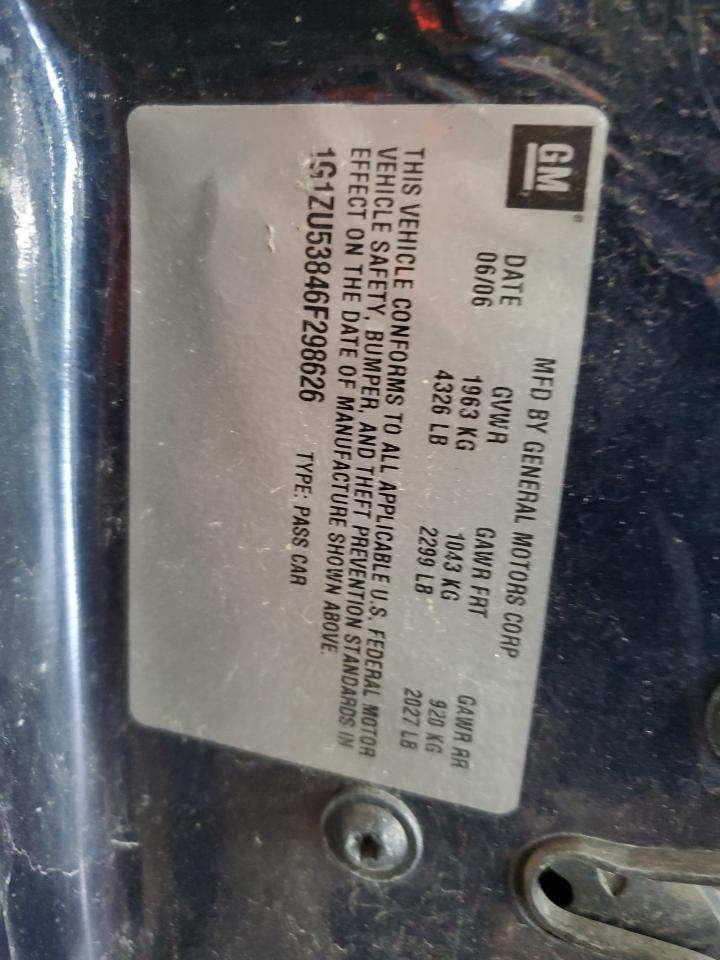 GM
MFD BY GENERAL MOTORS CORP
DATE GVWR GAWR FRT GAWR RR
06/06 1963 KG 1043 KG 920 KG
4326 LB 2299 LB 2027 LB
THIS VEHICLE CONFORMS TO ALL APPLICABLE U.S. FEDERAL MOTOR
VEHICLE SAFETY, BUMPER, AND THEFT PREVENTION STANDARDS IN
EFFECT ON THE DATE OF MANUFACTURE SHOWN ABOVE.
1G1ZU53846F298626 TYPE: PASS CAR